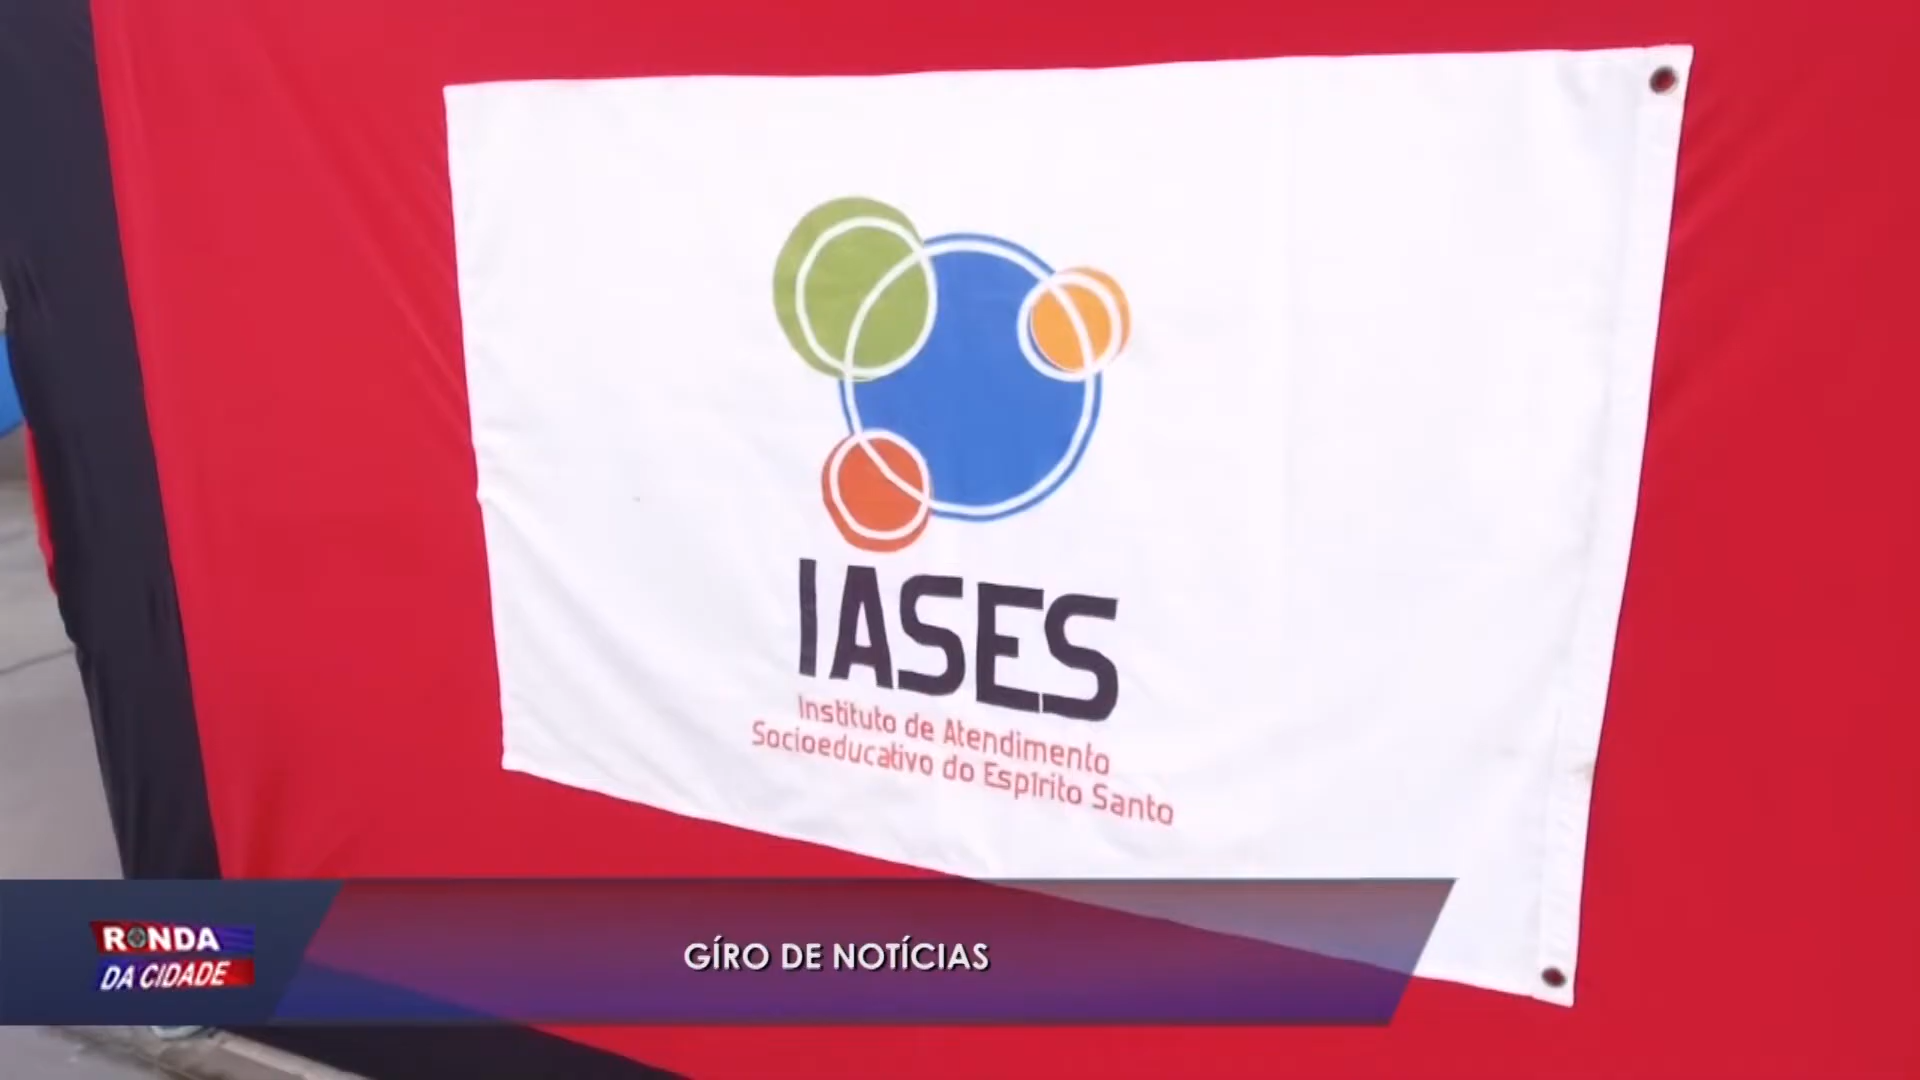 IASES
Instituto de Atendimento
Socioeducativo do Espírito Santo
RONDA
DA CIDADE
GÍRO DE NOTÍCIAS